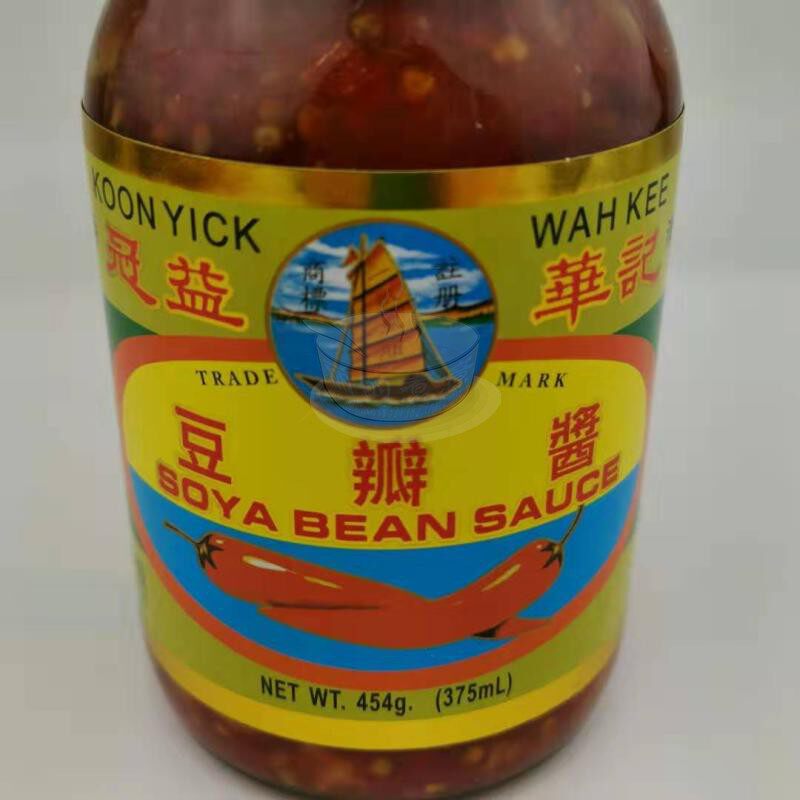 KOON YICK
WAH KEE
冠益
華記
商標
註册
TRADE
MARK
豆瓣醬
SOYA BEAN SAUCE
NET WT. 454g. (375mL)